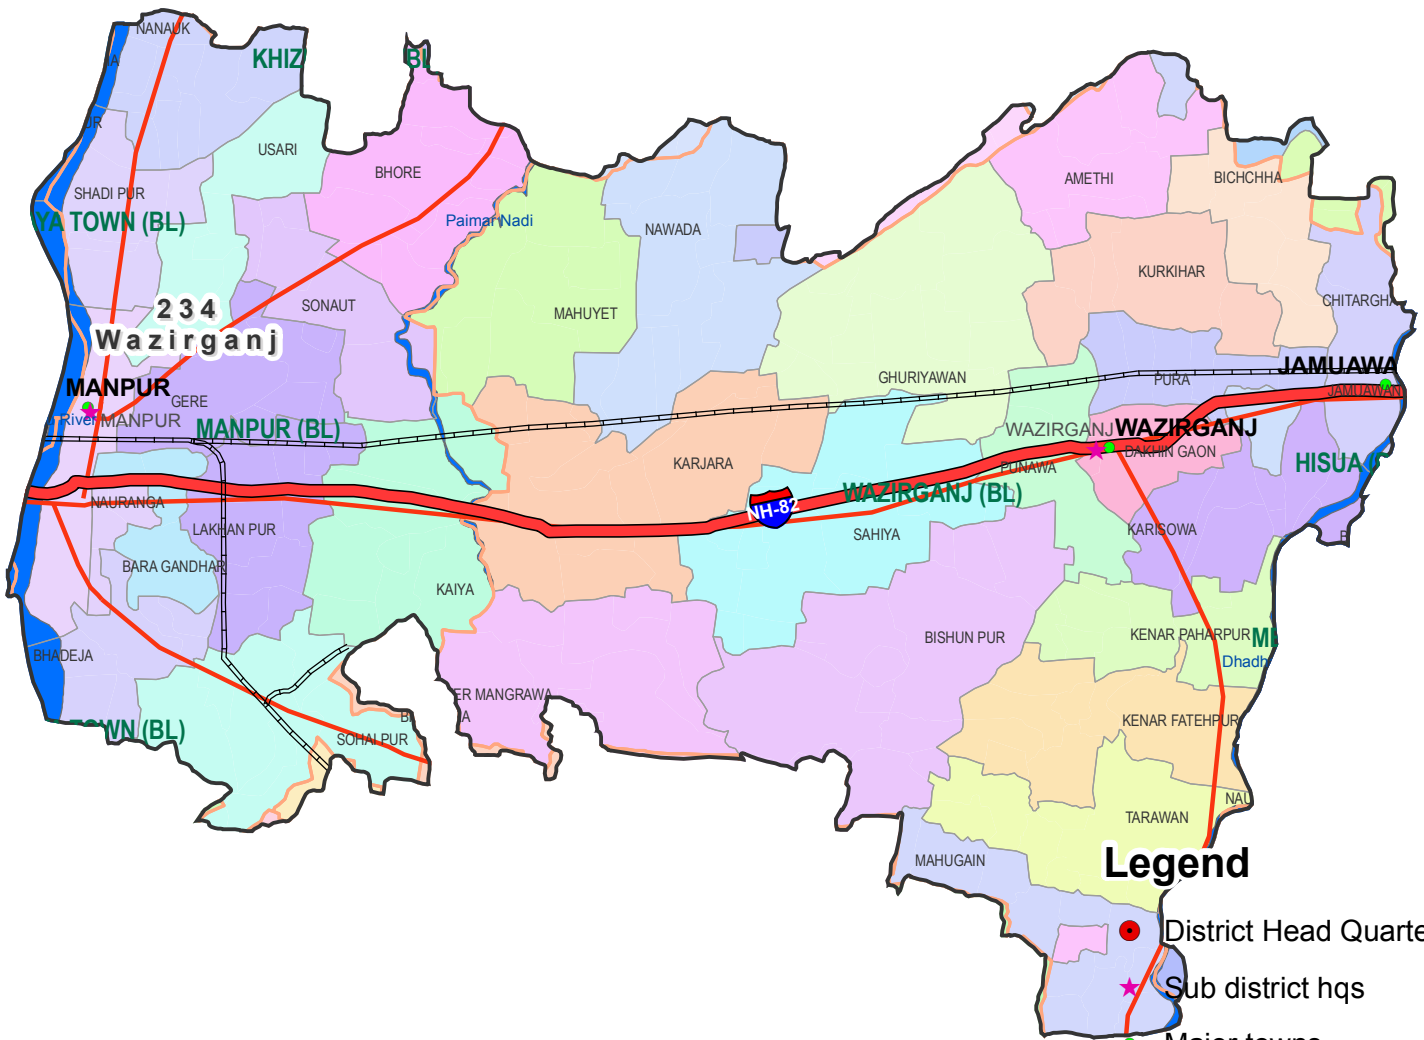 NANAUK
KHIZ
BL
USARI
BHORE
AMETHI
BICHCHHA
SHADI PUR
YA TOWN (BL)
Paimar Nadi
NAWADA
KURKIHAR
CHITARGHA
234
Wazirganj
SONAUT
MAHUYET
MANPUR
GERE
River
MANPUR
MANPUR (BL)
GHURIYAWAN
PURA
JAMUAWA
JAMUAWAN
WAZIRGANJ
WAZIRGANJ
DAKHIN GAON
KARJARA
PUNAWA
HISUA
WAZIRGANJ (BL)
NH-82
NAURANGA
LAKHAN PUR
SAHIYA
KARISOWA
BARA GANDHAR
KAIYA
BISHUN PUR
KENAR PAHARPUR
Dhadh
BHADEJA
ER MANGRAWA
TOWN (BL)
SOHAI PUR
KENAR FATEHPUR
NAU
TARAWAN
MAHUGAIN
Legend
District Head Quarte
Sub district hqs
Major towns